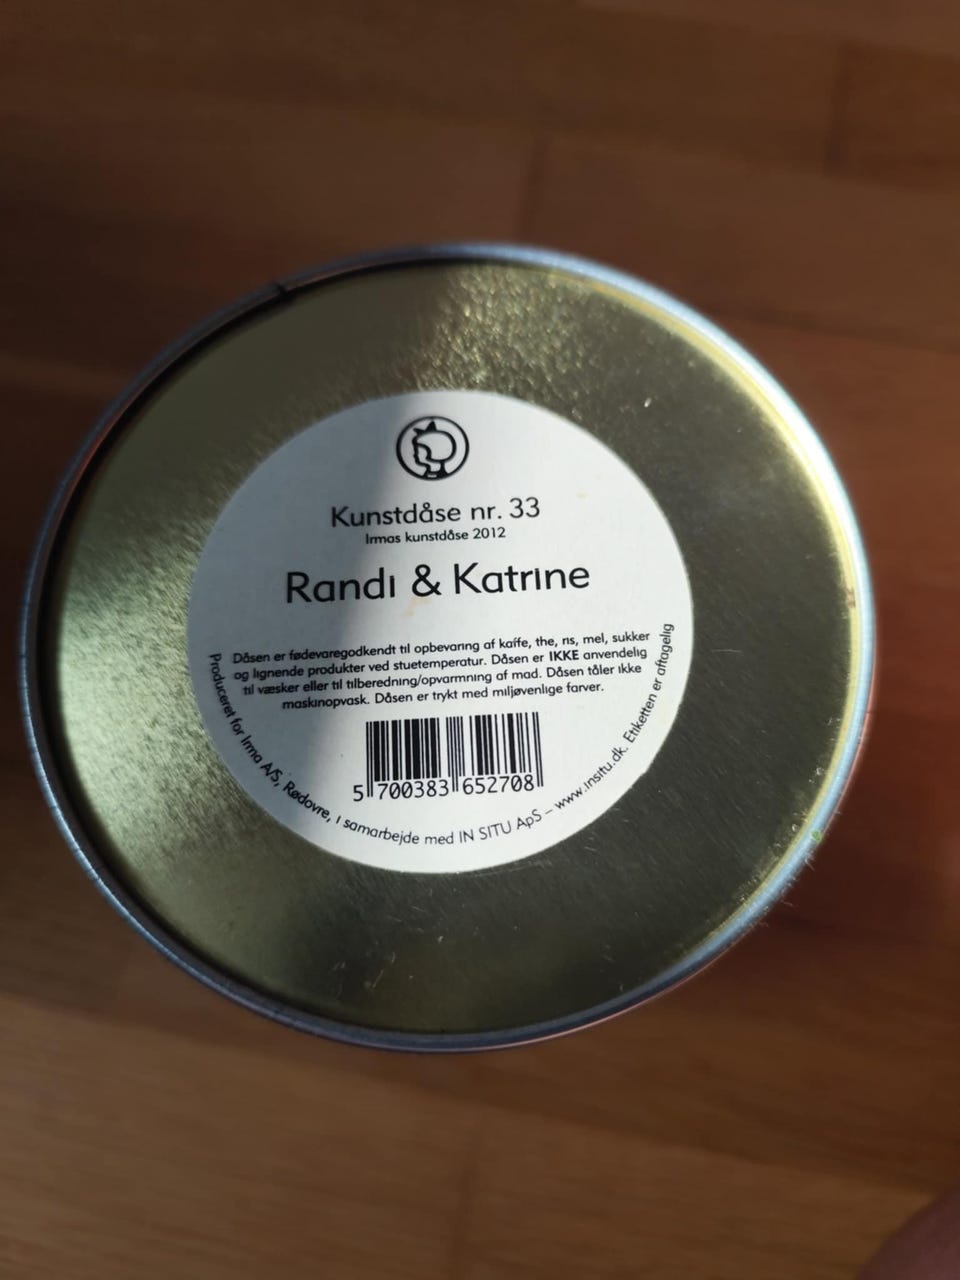 Kunstdåse nr. 33
Irmas kunstdåse 2012
Randi & Katrine
Dåsen er fødevaregodkendt til opbevaring af kaffe, the, ris, mel, sukker
og lignende produkter ved stuetemperatur. Dåsen er IKKE anvendelig
til væsker eller til tilberedning/opvarmning af mad. Dåsen tåler ikke
maskinopvask. Dåsen er trykt med miljøvenlige farver.
5 700383 652708
Produceret for Irma A/S, Rødovre, i samarbejde med IN SITU ApS – www.insitu.dk. Etiketten er aftagelig